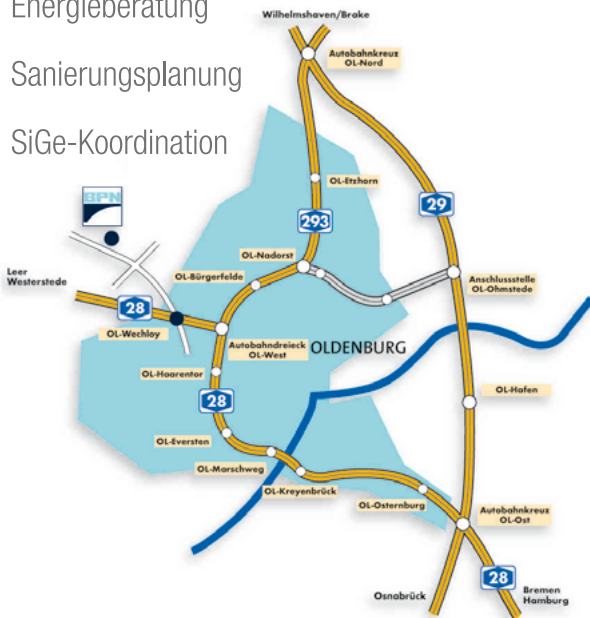 Energieberatung
Wilhelmshaven/Brake
Autobahnkreuz
OL-Nord
Sanierungsplanung
SiGe-Koordination
OL-Etzhorn
BPN
29
293
OL-Nadorst
Leer
Westerstede
OL-Bürgerfelde
Anschlussstelle
OL-Ohmstede
28
OL-Wechloy
Autobahndreieck
OL-West
OLDENBURG
OL-Haarentor
28
OL-Hafen
OL-Eversten
OL-Marschweg
OL-Kreyenbrück
OL-Osternburg
Autobahnkreuz
OL-Ost
28
Osnabrück
Bremen
Hamburg